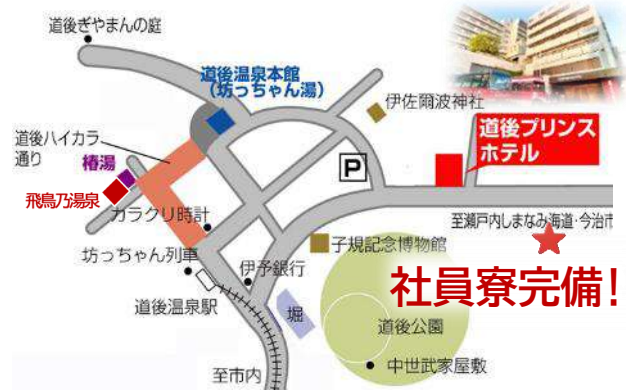 道後ぎやまんの庭
道後温泉本館
(坊っちゃん湯)
伊佐爾波神社
道後プリンス
ホテル
道後ハイカラ
通り
椿湯
P
飛鳥乃湯泉
カラクリ時計
至瀬戸内しまなみ海道・今治市
坊っちゃん列車
子規記念博物館
伊予銀行
社員寮完備!
道後温泉駅
堀
道後公園
至市内
中世武家屋敷